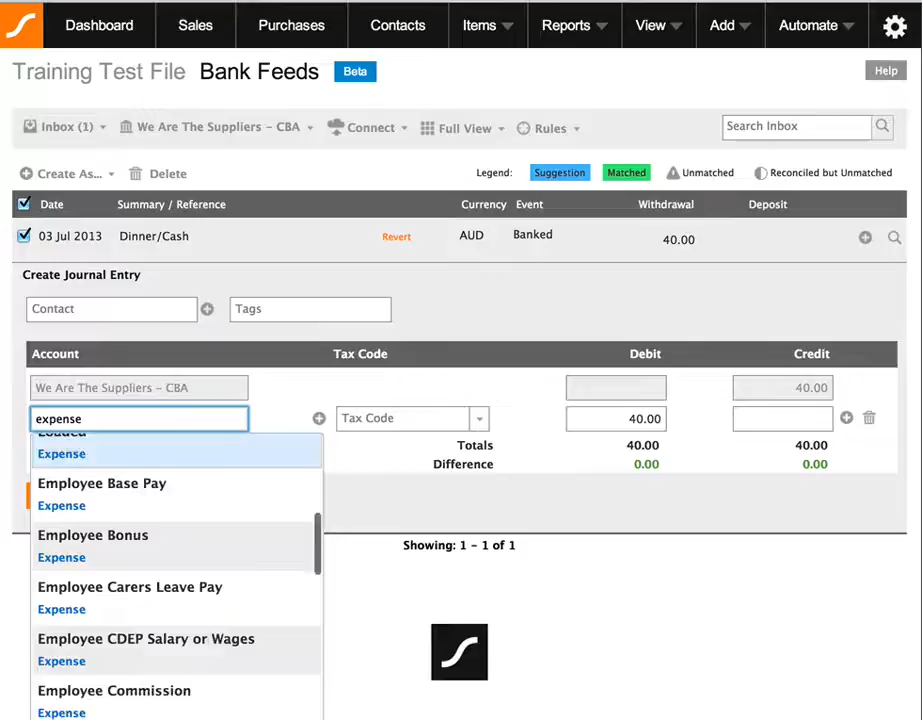 Dashboard Sales Purchases Contacts Items Reports View Add Automate
Training Test File Bank Feeds Beta Help
Inbox (1) We Are The Suppliers - CBA Connect Full View Rules Search Inbox
Create As... Delete Legend: Suggestion Matched Unmatched Reconciled but Unmatched
Date Summary / Reference Currency Event Withdrawal Deposit
03 Jul 2013 Dinner/Cash Revert AUD Banked 40.00
Create Journal Entry
Contact Tags
Account Tax Code Debit Credit
We Are The Suppliers - CBA 40.00
expense Tax Code 40.00
Loaded
Totals 40.00 40.00
Expense
Difference 0.00 0.00
Employee Base Pay
Expense
Employee Bonus
Showing: 1 - 1 of 1
Expense
Employee Carers Leave Pay
Expense
Employee CDEP Salary or Wages
Expense
Employee Commission
Expense